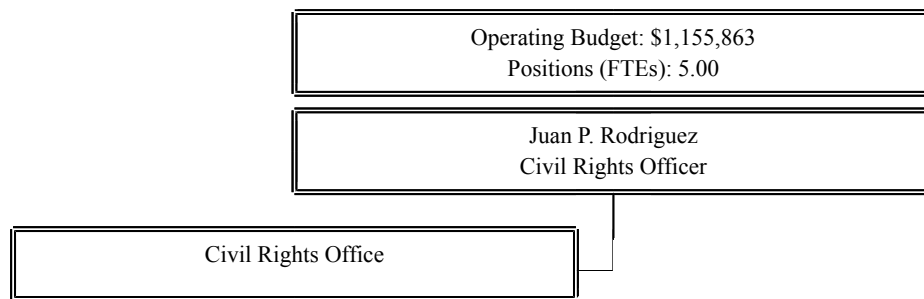 Operating Budget: $1,155,863
Positions (FTEs): 5.00
Juan P. Rodriguez
Civil Rights Officer
Civil Rights Office